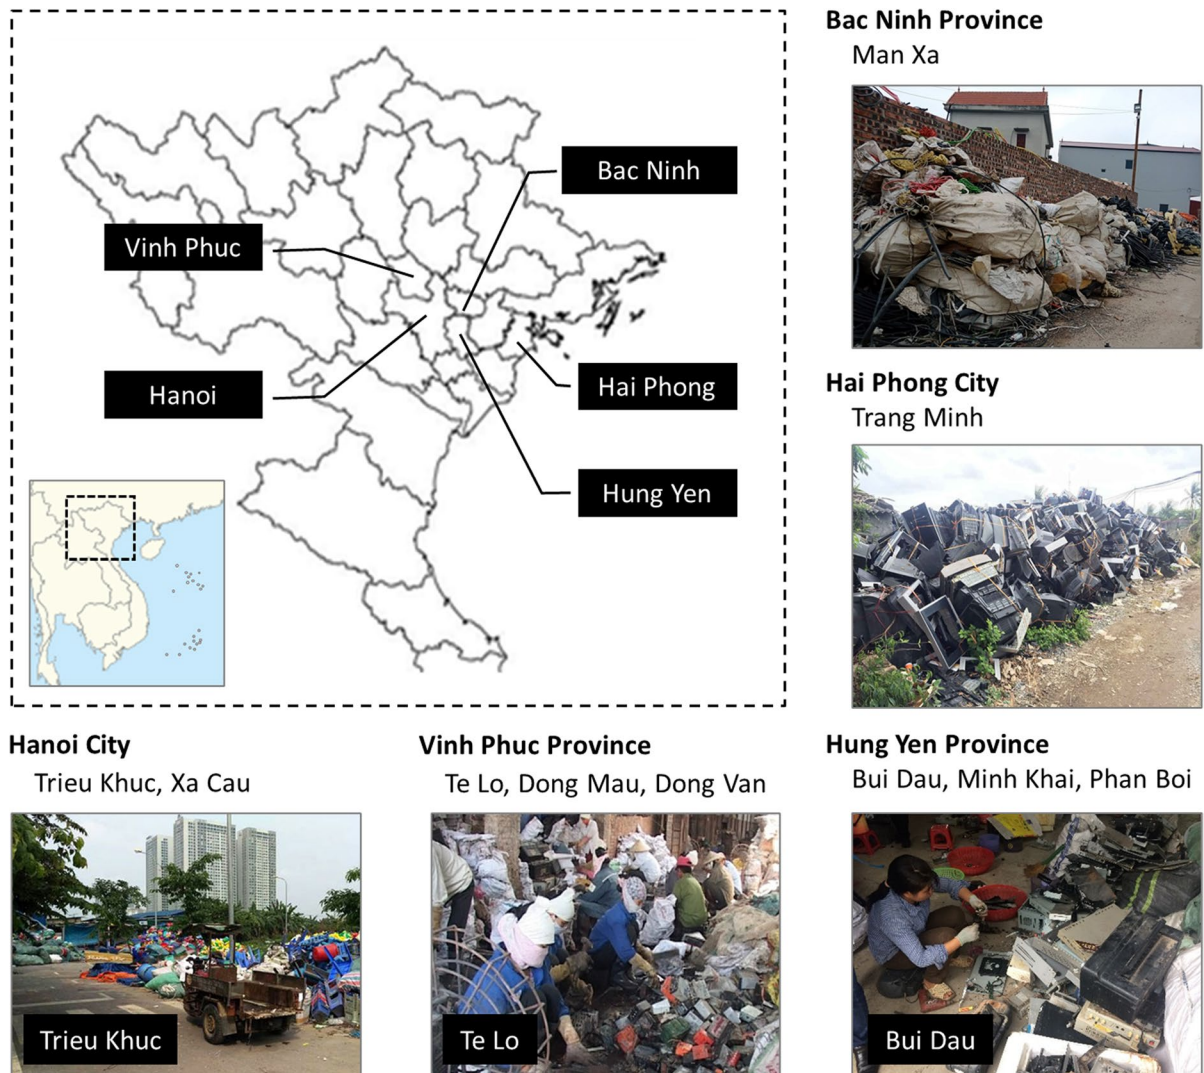 Bac Ninh
Vinh Phuc
Hanoi
Hai Phong
Hung Yen
Bac Ninh Province
Man Xa
Hai Phong City
Trang Minh
Hanoi City
Trieu Khuc, Xa Cau
Trieu Khuc
Vinh Phuc Province
Te Lo, Dong Mau, Dong Van
Te Lo
Hung Yen Province
Bui Dau, Minh Khai, Phan Boi
Bui Dau